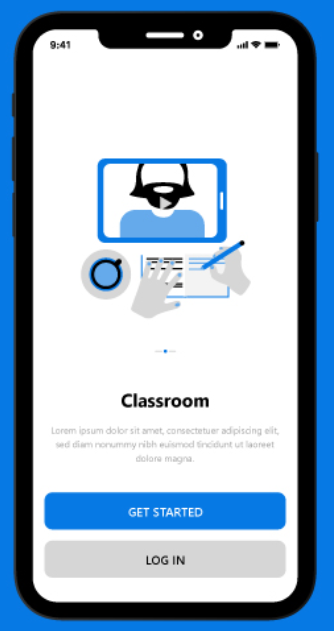 9:41
Classroom
Lorem ipsum dolor sit amet, consectetuer adipiscing elit,
sed diam nonummy nibh euismod tincidunt ut laoreet
dolore magna.
GET STARTED
LOG IN